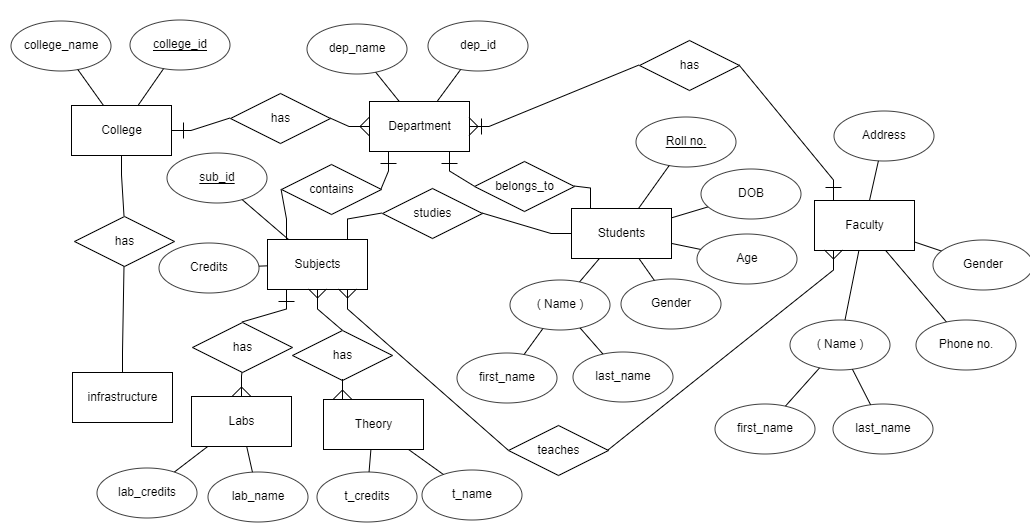 college_name
college_id
dep_name
dep_id
has
College
has
Department
Address
Roll no.
sub_id
contains
belongs_to
DOB
studies
Subjects
Students
Faculty
has
Credits
Age
Gender
( Name )
Gender
has
has
( Name )
Phone no.
infrastructure
first_name
last_name
Labs
Theory
first_name
last_name
teaches
lab_credits
lab_name
t_credits
t_name